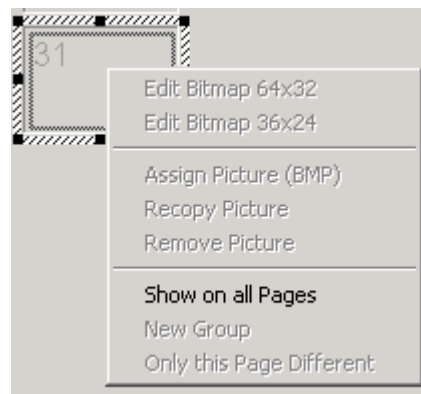 31
Edit Bitmap 64x32
Edit Bitmap 36x24
Assign Picture (BMP)
Recopy Picture
Remove Picture
Show on all Pages
New Group
Only this Page Different